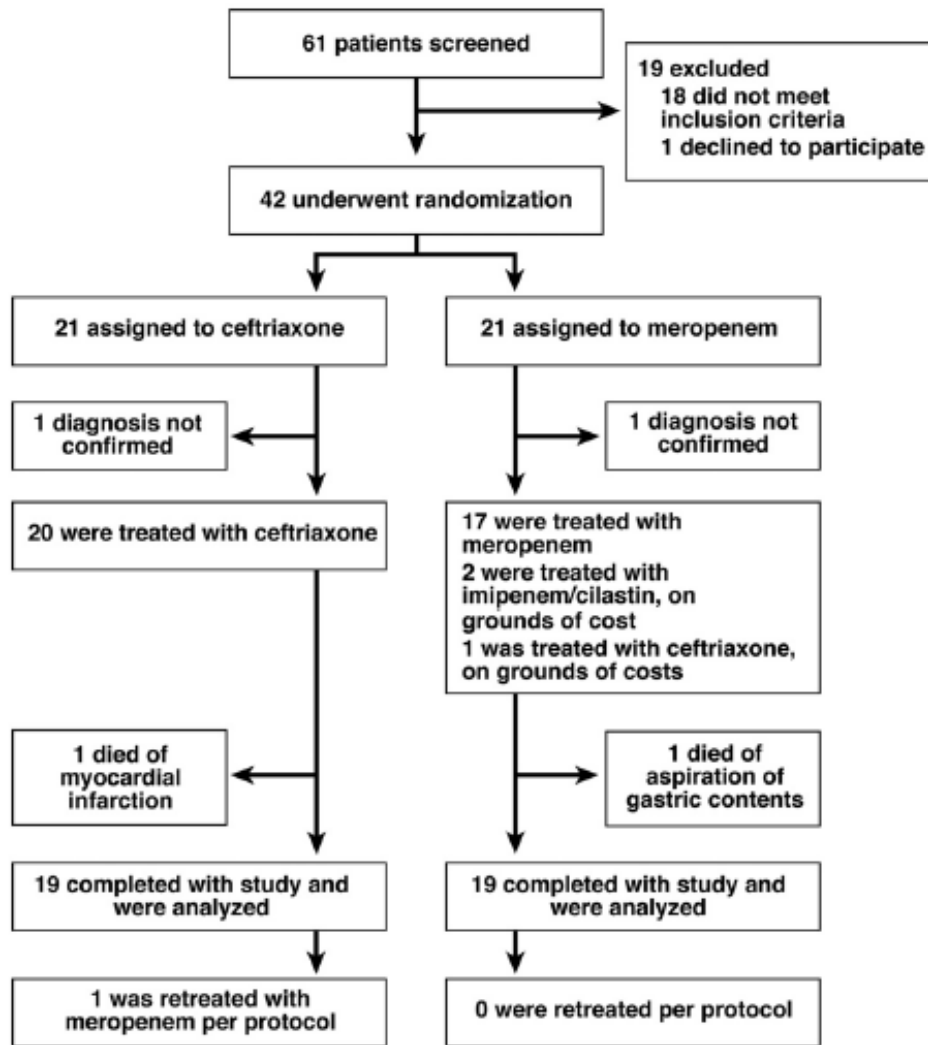 61 patients screened
19 excluded
18 did not meet
inclusion criteria
1 declined to participate
42 underwent randomization
21 assigned to ceftriaxone
21 assigned to meropenem
1 diagnosis not
confirmed
1 diagnosis not
confirmed
20 were treated with ceftriaxone
17 were treated with
meropenem
2 were treated with
imipenem/cilastin, on
grounds of cost
1 was treated with ceftriaxone,
on grounds of costs
1 died of
myocardial
infarction
1 died of
aspiration of
gastric contents
19 completed with study and
were analyzed
19 completed with study and
were analyzed
1 was retreated with
meropenem per protocol
0 were retreated per protocol